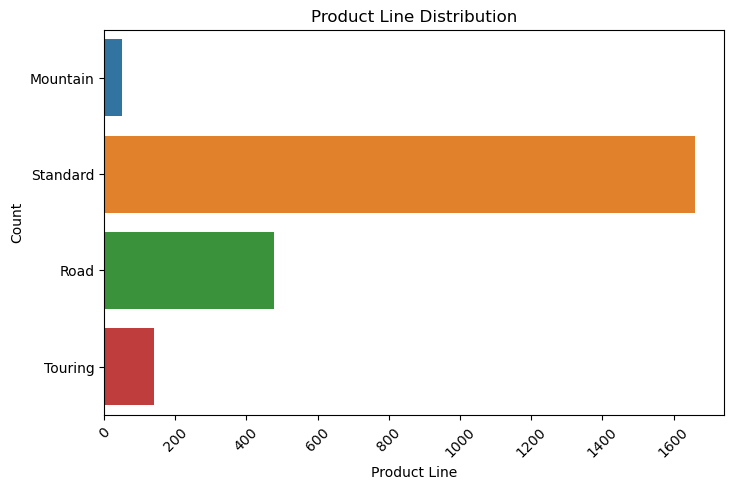 Product Line Distribution
Count
Mountain
Standard
Road
Touring
0
200
400
600
800
1000
1200
1400
1600
Product Line